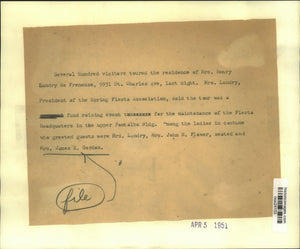 Several Hundred visitors toured the residence of Mrs. Henry
Landry de Freneuse, 5931 St. Charles ave, last night. Mrs. Landry,
President of the Spring Fiesta Association, said the tour was a
fund raising event for the maintenance of the Fiesta
Headquarters in the upper Pontalba Bldg. Among the ladies in costume
who greeted guests were Mrs. Landry, Mrs. John E. Flower, seated and
Mrs. James E. Gordon.
file
APR 5 1951